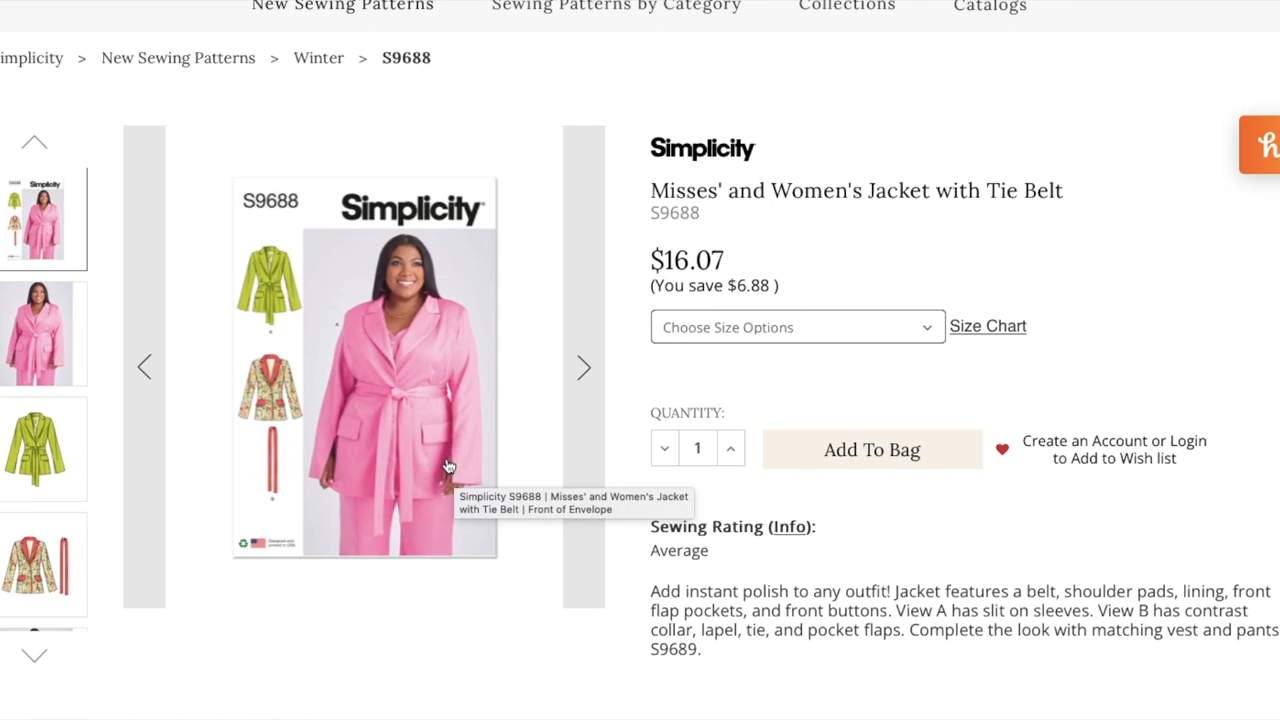 New Sewing Patterns
Sewing Patterns by Category
Collections
Catalogs
implicity > New Sewing Patterns > Winter > S9688
Simplicity
Misses' and Women's Jacket with Tie Belt
S9688
$16.07
(You save $6.88 )
Choose Size Options
Size Chart
QUANTITY:
1
Add To Bag
Create an Account or Login
to Add to Wish list
Sewing Rating (Info):
Average
Add instant polish to any outfit! Jacket features a belt, shoulder pads, lining, front
flap pockets, and front buttons. View A has slit on sleeves. View B has contrast
collar, lapel, tie, and pocket flaps. Complete the look with matching vest and pants
S9689.
S9688
Simplicity
Simplicity S9688 | Misses' and Women's Jacket
with Tie Belt | Front of Envelope
S9688
Simplicity
h